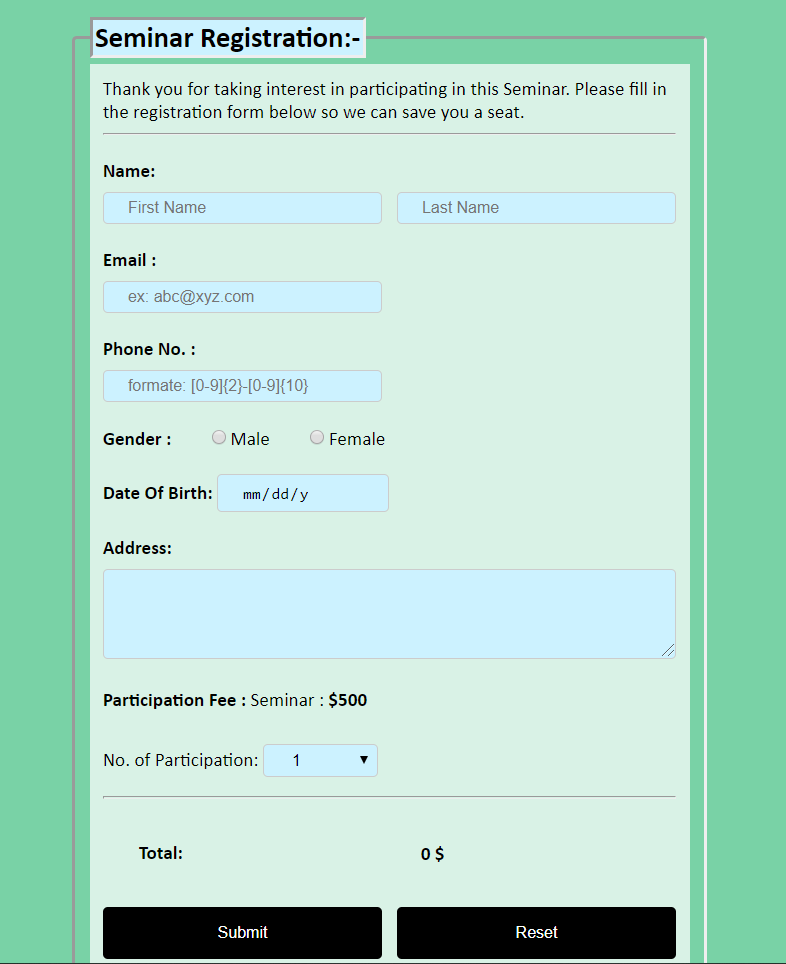 Seminar Registration:-
Thank you for taking interest in participating in this Seminar. Please fill in
the registration form below so we can save you a seat.
Name:
First Name Last Name
Email :
ex: abc@xyz.com
Phone No. :
formate: [0-9]{2}-[0-9]{10}
Gender : Male Female
Date Of Birth: mm/dd/y
Address:
Participation Fee : Seminar : $500
No. of Participation: 1
Total: 0 $
Submit Reset